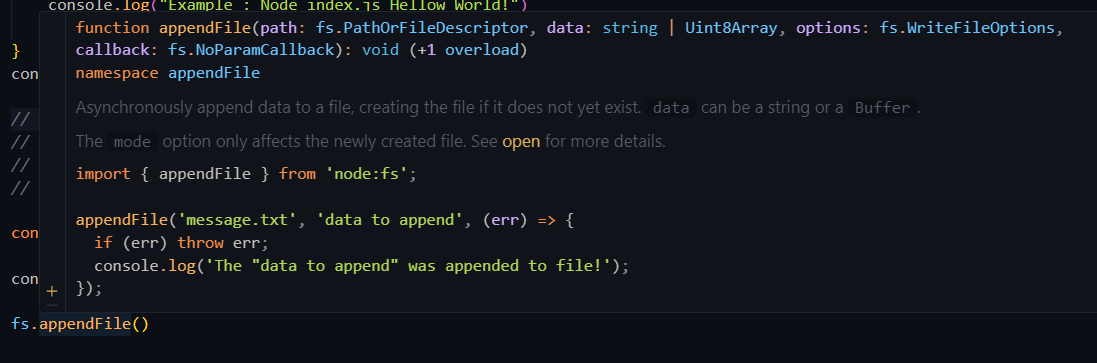 console.log("Example : Node index.js Hellow World!")
function appendFile(path: fs.PathOrFileDescriptor, data: string | Uint8Array, options: fs.WriteFileOptions,
callback: fs.NoParamCallback): void (+1 overload)
}
namespace appendFile
con
Asynchronously append data to a file, creating the file if it does not yet exist. data can be a string or a Buffer.
//
The mode option only affects the newly created file. See open for more details.
//
//
import { appendFile } from 'node:fs';
//
appendFile('message.txt', 'data to append', (err) => {
con
if (err) throw err;
console.log('The "data to append" was appended to file!');
con
});
+
fs.appendFile()